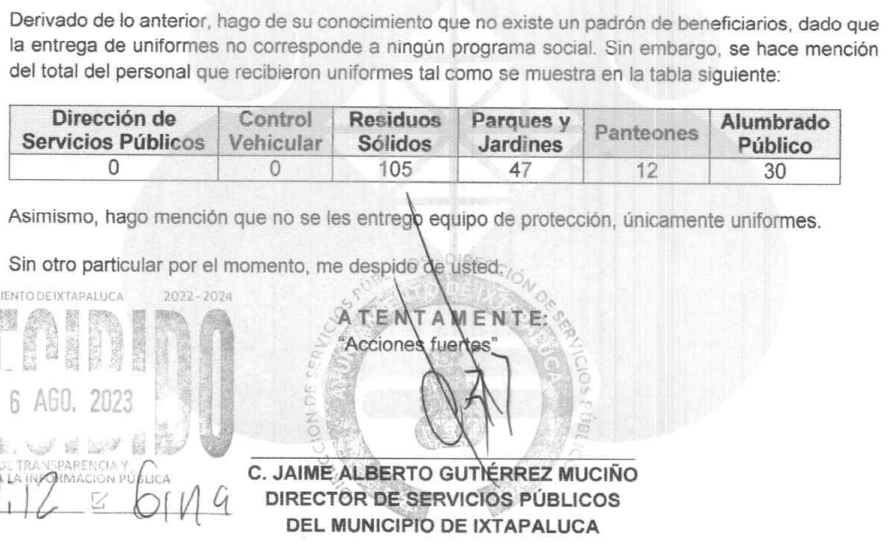 Derivado de lo anterior, hago de su conocimiento que no existe un padrón de beneficiarios, dado que
la entrega de uniformes no corresponde a ningún programa social. Sin embargo, se hace mención
del total del personal que recibieron uniformes tal como se muestra en la tabla siguiente:
Dirección de Servicios Públicos Control Vehicular Residuos Sólidos Parques y Jardines Panteones Alumbrado Público
0 0 105 47 12 30
Asimismo, hago mención que no se les entrego equipo de protección, únicamente uniformes.
Sin otro particular por el momento, me despido de usted.
IENTO DE IXTAPALUCA 2022-2024
6 AGO. 2023
DE TRANSPARENCIA Y
A LA INFORMACIÓN PÚBLICA
A T E N T A M E N T E:
"Acciones fuertes"
C. JAIME ALBERTO GUTIÉRREZ MUCIÑO
DIRECTOR DE SERVICIOS PÚBLICOS
DEL MUNICIPIO DE IXTAPALUCA